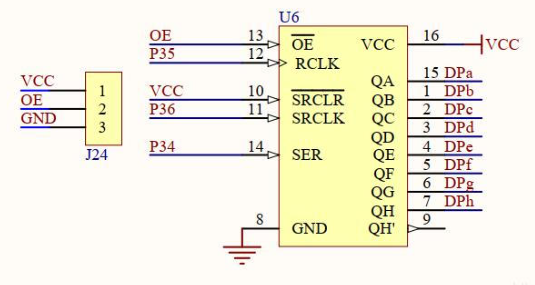 U6
OE 13 OE VCC 16 VCC
P35 12 RCLK
QA 15 DPa
VCC 10 SRCLR QB 1 DPb
P36 11 SRCLK QC 2 DPc
QD 3 DPd
P34 14 SER QE 4 DPe
QF 5 DPf
QG 6 DPg
QH 7 DPh
8 GND QH' 9
VCC 1
OE 2
GND 3
J24